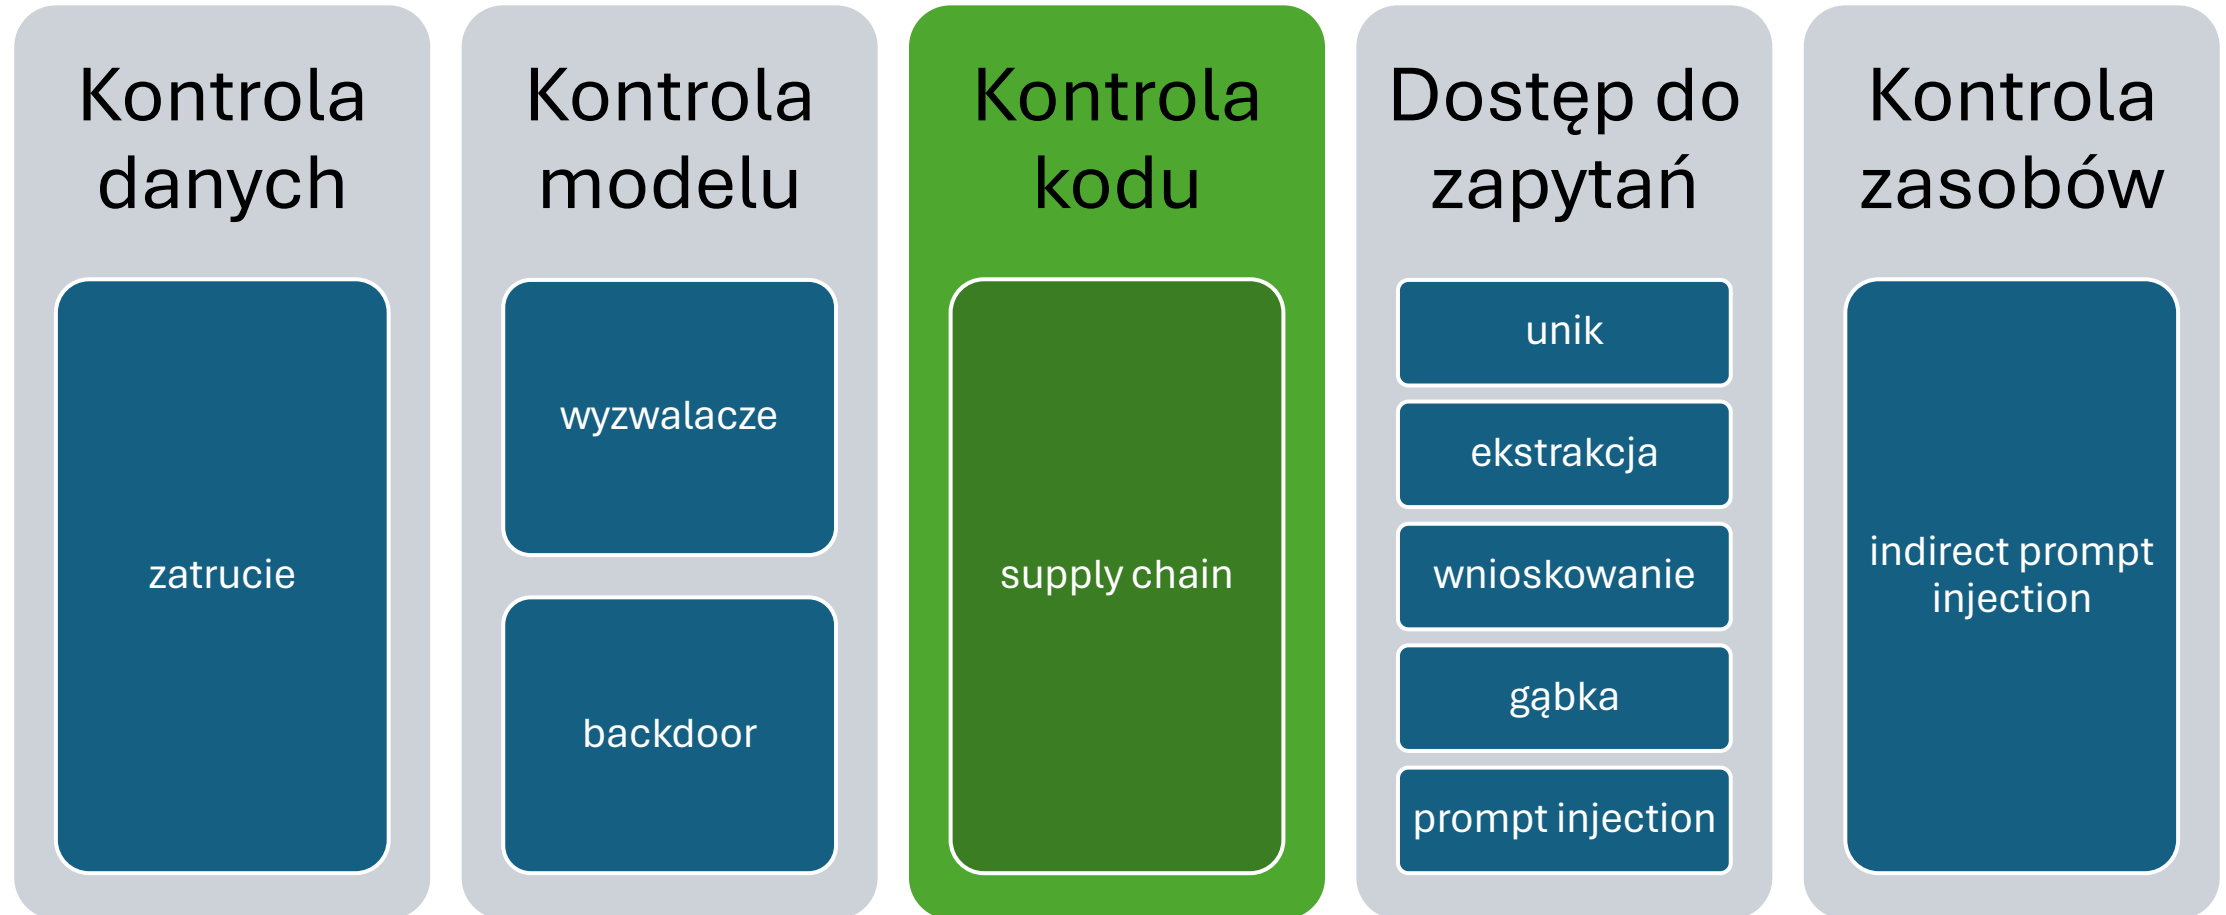 Kontrola
danych
zatrucie
Kontrola
modelu
wyzwalacze
backdoor
Kontrola
kodu
supply chain
Dostęp do
zapytań
unik
ekstrakcja
wnioskowanie
gąbka
prompt injection
Kontrola
zasobów
indirect prompt
injection